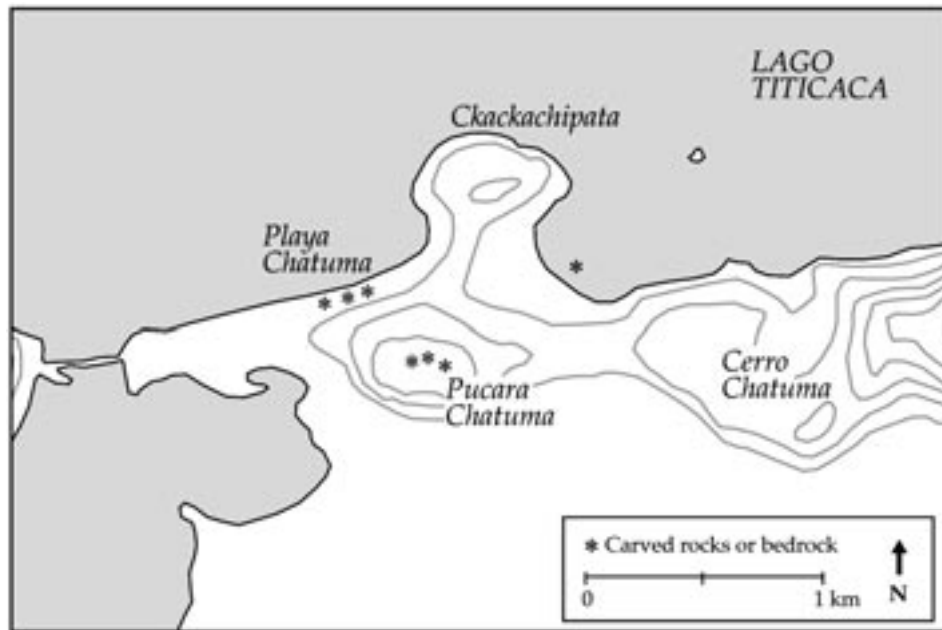 LAGO
TITICACA
Ckackachipata
Playa
Chatuma
Cerro
Chatuma
Pucara
Chatuma
* Carved rocks or bedrock
0
1 km
N